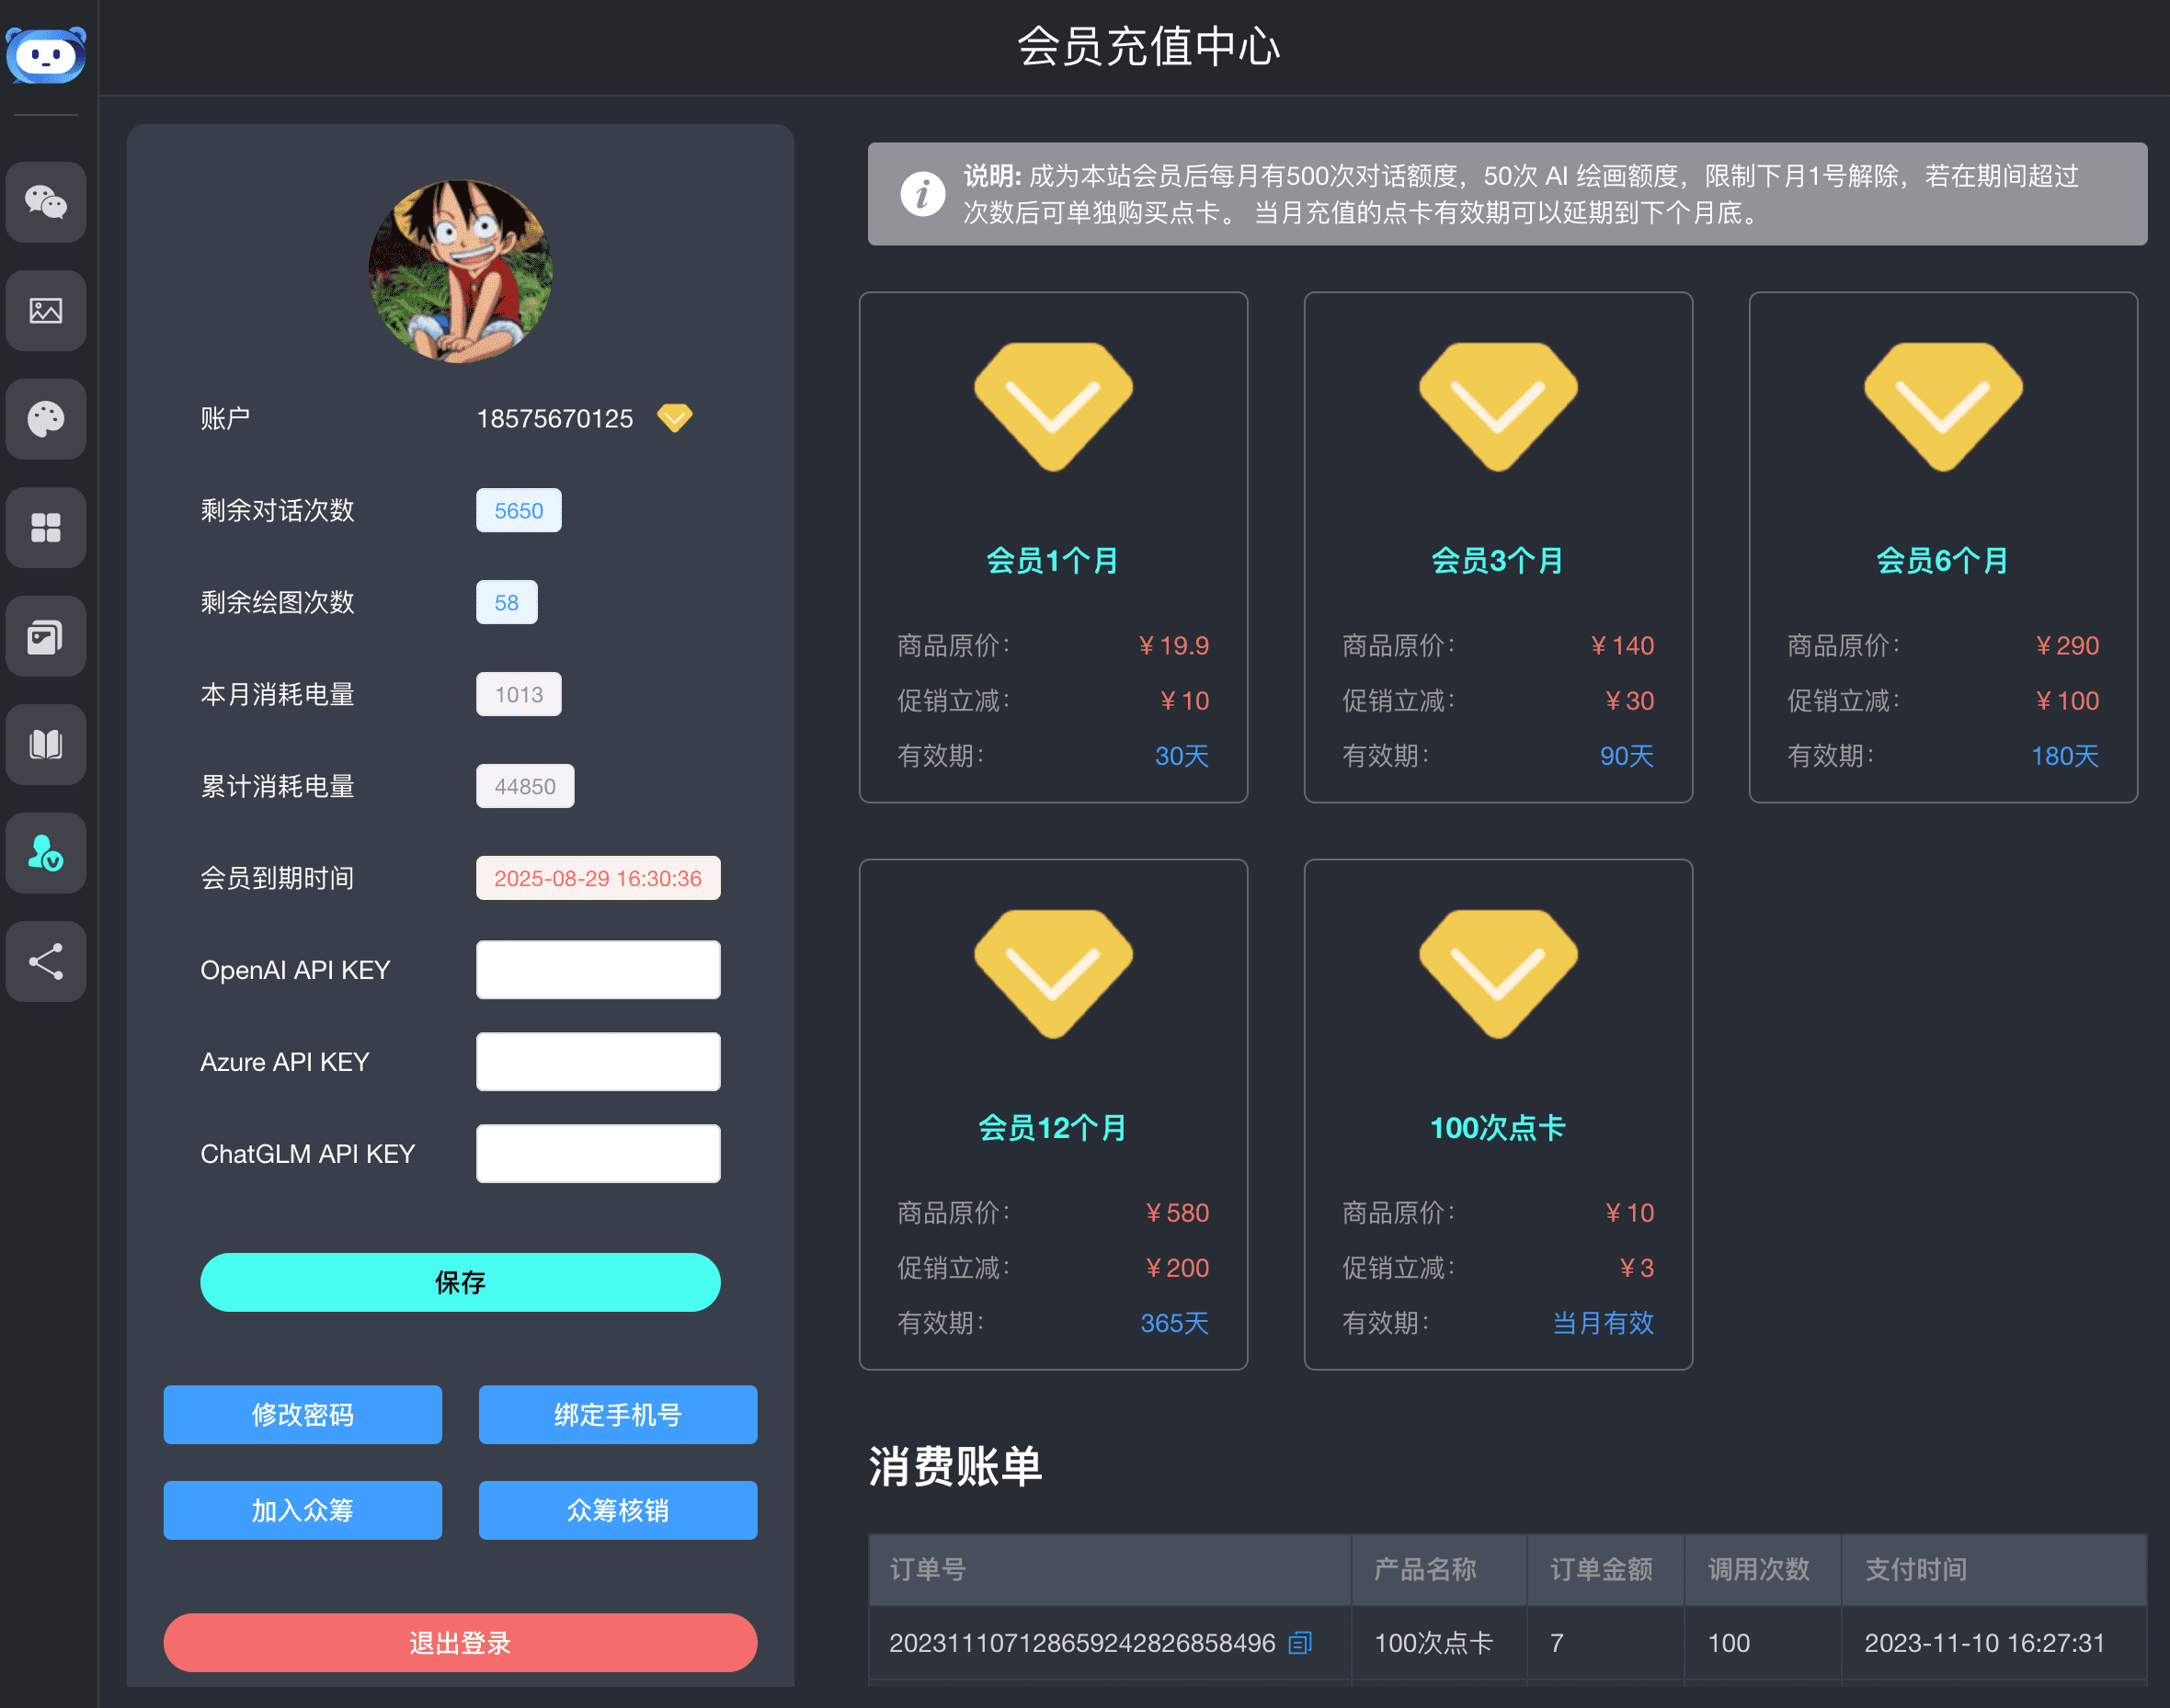 会员充值中心
账户 18575670125
剩余对话次数 5650
剩余绘图次数 58
本月消耗电量 1013
累计消耗电量 44850
会员到期时间 2025-08-29 16:30:36
OpenAI API KEY
Azure API KEY
ChatGLM API KEY
保存
修改密码 绑定手机号
加入众筹 众筹核销
退出登录
说明: 成为本站会员后每月有500次对话额度，50次 AI 绘画额度，限制下月1号解除，若在期间超过
次数后可单独购买点卡。 当月充值的点卡有效期可以延期到下个月底。
会员1个月
商品原价： ￥19.9
促销立减： ￥10
有效期： 30天
会员3个月
商品原价： ￥140
促销立减： ￥30
有效期： 90天
会员6个月
商品原价： ￥290
促销立减： ￥100
有效期： 180天
会员12个月
商品原价： ￥580
促销立减： ￥200
有效期： 365天
100次点卡
商品原价： ￥10
促销立减： ￥3
有效期： 当月有效
消费账单
订单号 产品名称 订单金额 调用次数 支付时间
202311107128659242826858496 100次点卡 7 100 2023-11-10 16:27:31